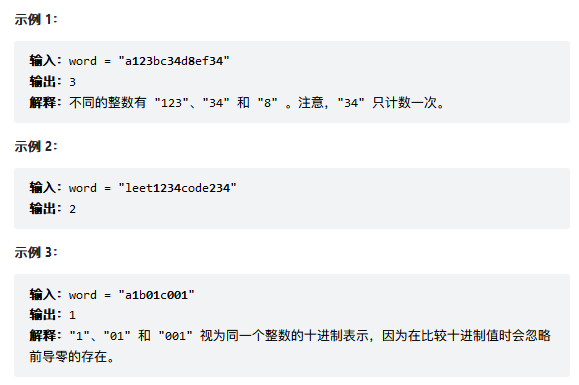 示例 1：
输入：word = "a123bc34d8ef34"
输出：3
解释：不同的整数有 "123"、"34" 和 "8" 。注意，"34" 只计数一次。
示例 2：
输入：word = "leet1234code234"
输出：2
示例 3：
输入：word = "a1b01c001"
输出：1
解释："1"、"01" 和 "001" 视为同一个整数的十进制表示，因为在比较十进制值时会忽略
前导零的存在。